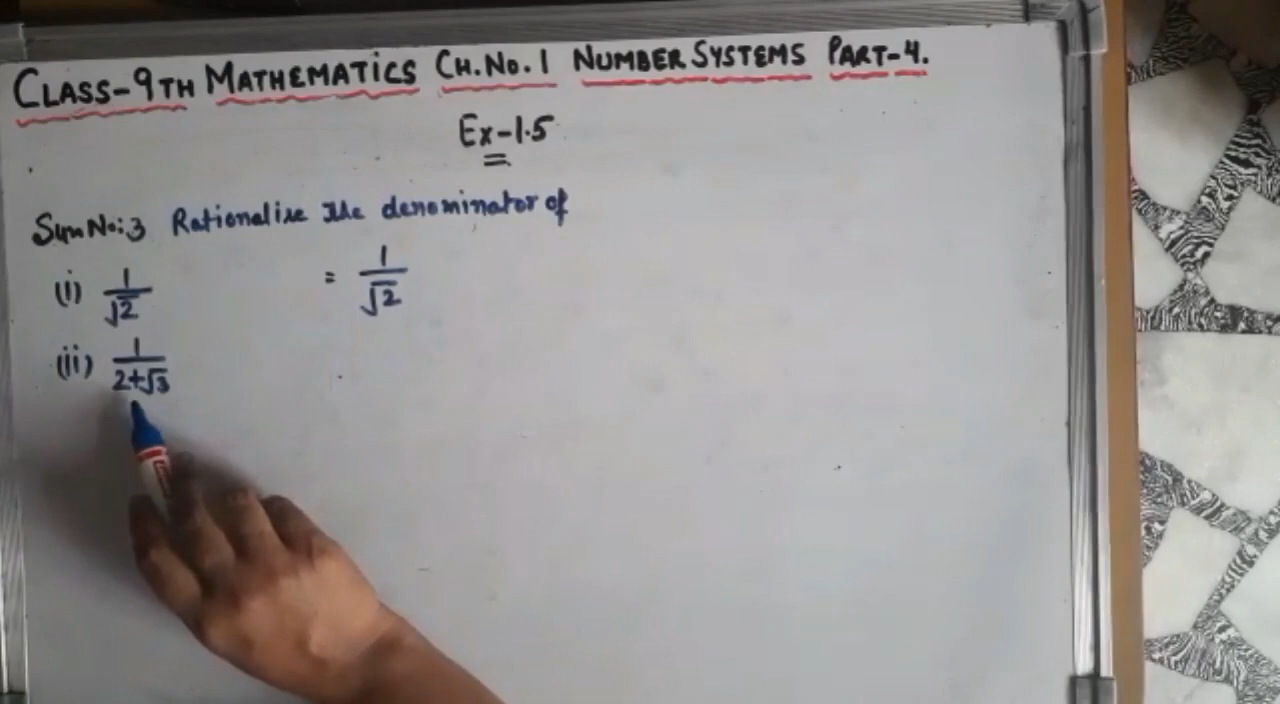 CLASS-9TH MATHEMATICS CH.NO.1 NUMBER SYSTEMS PART-4.
Ex-1.5
Sum No:3 Rationalise the denominator of
(i) 1/√2 = 1/√2
(ii) 1/2+√3